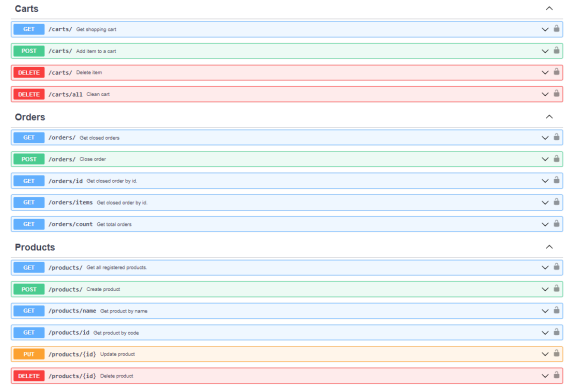 Carts
GET /carts/ Get shopping cart
POST /carts/ Add item to a cart
DELETE /carts/ Delete item
DELETE /carts/all Clean cart
Orders
GET /orders/ Get closed orders
POST /orders/ Close order
GET /orders/id Get closed order by id.
GET /orders/items Get closed order by id.
GET /orders/count Get total orders
Products
GET /products/ Get all registered products.
POST /products/ Create product
GET /products/name Get product by name
GET /products/id Get product by code
PUT /products/{id} Update product
DELETE /products/{id} Delete product